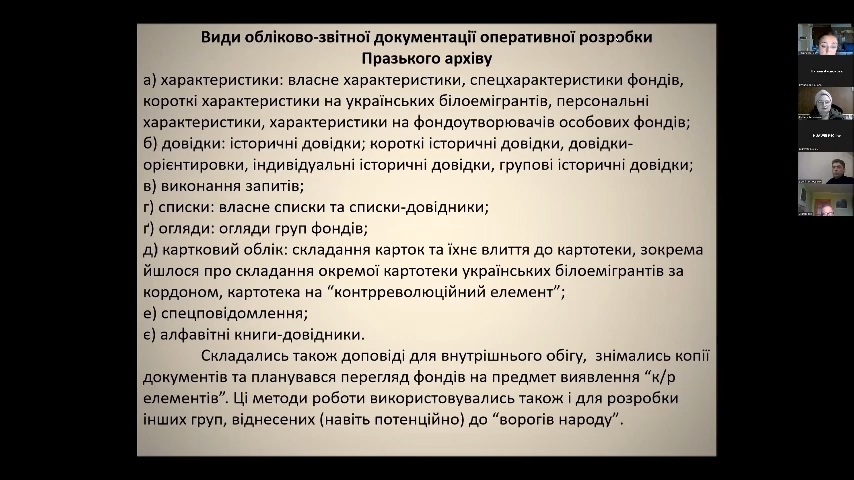 Види обліково-звітної документації оперативної розробки
Празького архіву
а) характеристики: власне характеристики, спецхарактеристики фондів,
короткі характеристики на українських білоемігрантів, персональні
характеристики, характеристики на фондоутворювачів особових фондів;
б) довідки: історичні довідки; короткі історичні довідки, довідки-
орієнтировки, індивідуальні історичні довідки, групові історичні довідки;
в) виконання запитів;
г) списки: власне списки та списки-довідники;
ґ) огляди: огляди груп фондів;
д) картковий облік: складання карток та їхнє влиття до картотеки, зокрема
йшлося про складання окремої картотеки українських білоемігрантів за
кордоном, картотека на “контрреволюційний елемент”;
е) спецповідомлення;
є) алфавітні книги-довідники.
Складались також доповіді для внутрішнього обігу, знімались копії
документів та планувався перегляд фондів на предмет виявлення “к/р
елементів”. Ці методи роботи використовувались також і для розробки
інших груп, віднесених (навіть потенційно) до “ворогів народу”.